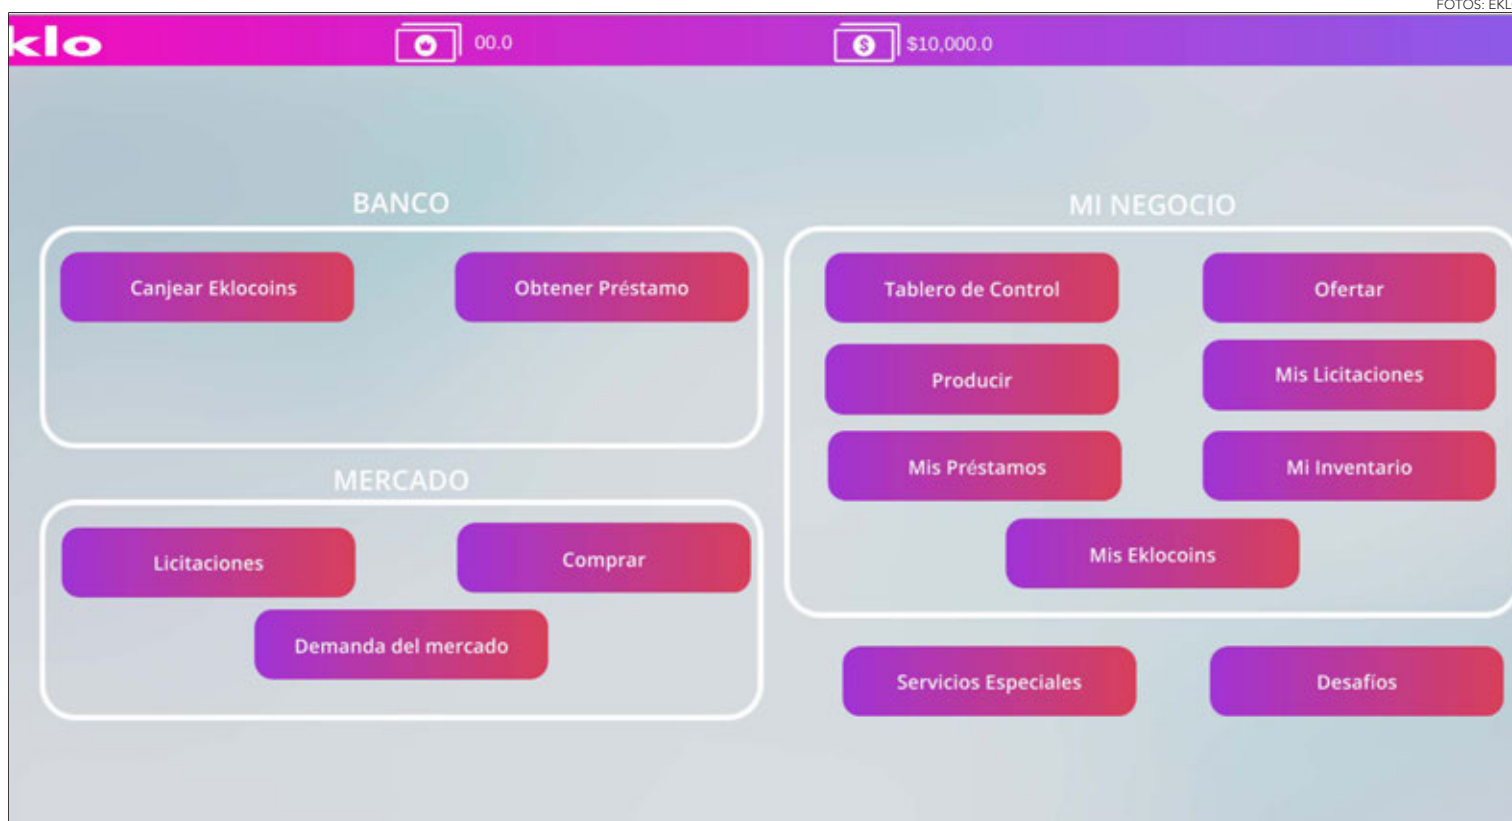 FOTOS: EKL
klo
00.0
$10,000.0
BANCO
Canjear Eklocoins
Obtener Préstamo
MERCADO
Licitaciones
Comprar
Demanda del mercado
MI NEGOCIO
Tablero de Control
Ofertar
Producir
Mis Licitaciones
Mis Préstamos
Mi Inventario
Mis Eklocoins
Servicios Especiales
Desafíos